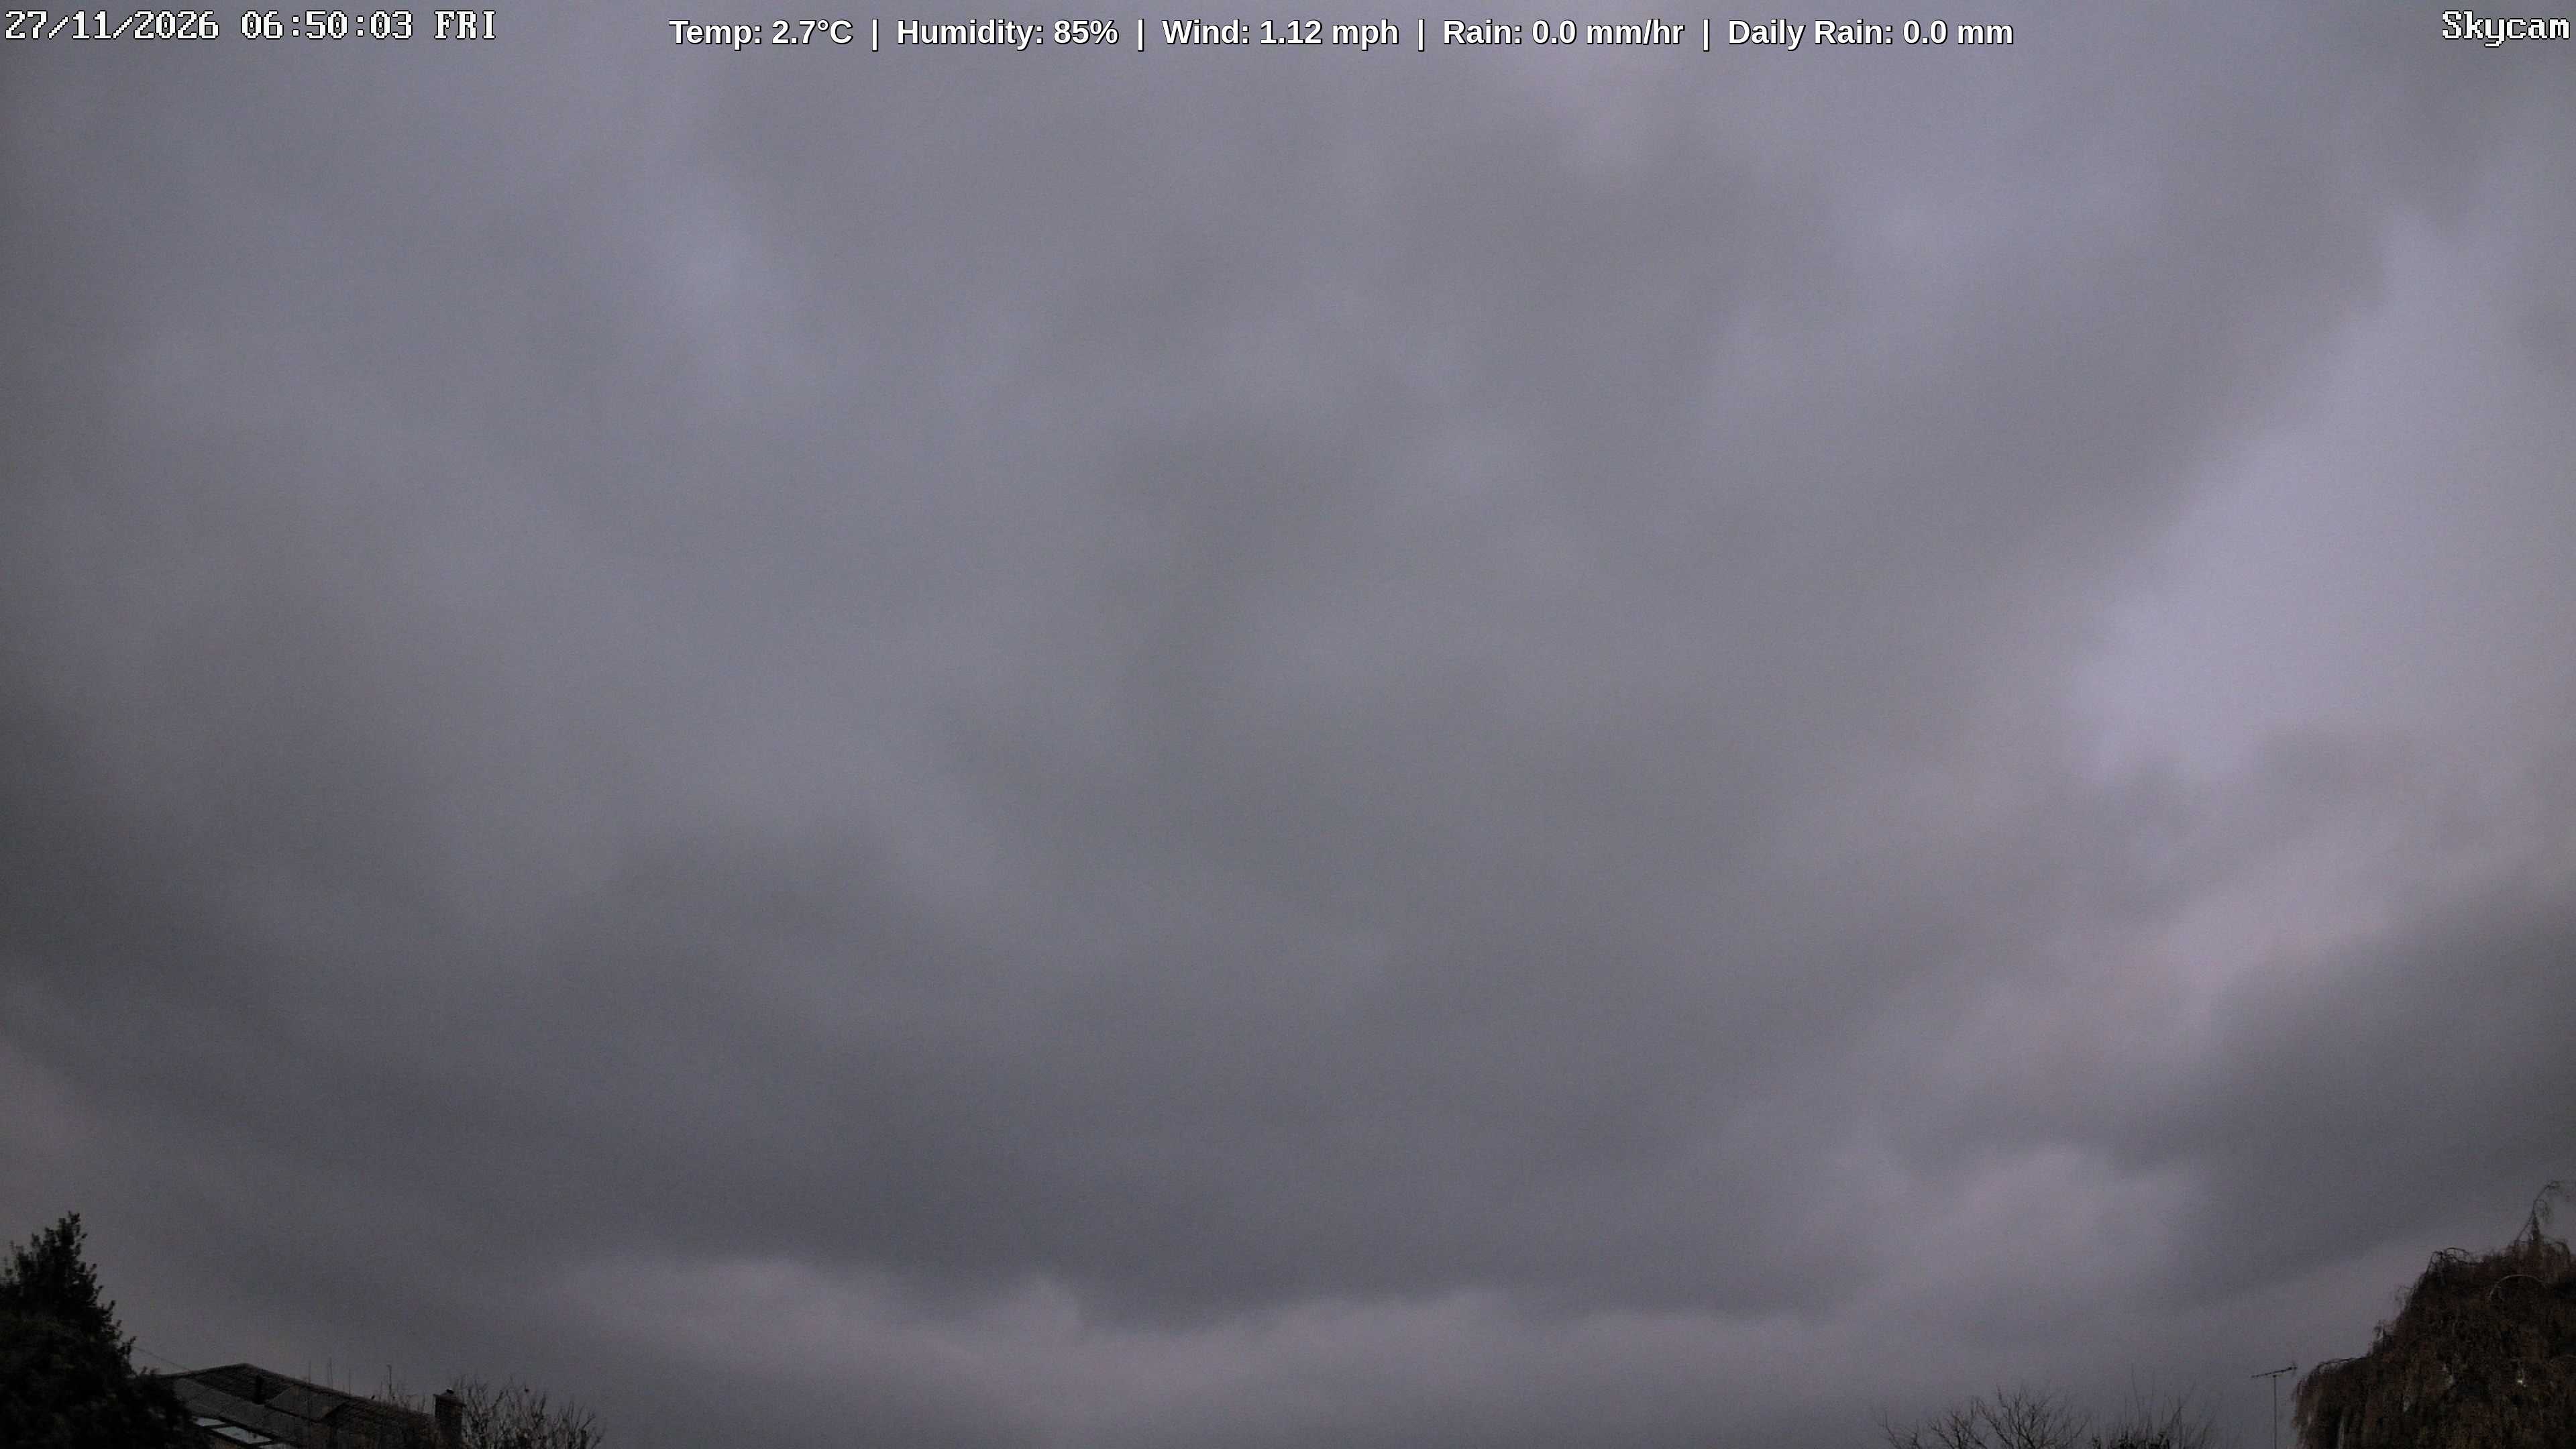 27/11/2026 06:50:03 FRI
Temp: 2.7°C | Humidity: 85% | Wind: 1.12 mph | Rain: 0.0 mm/hr | Daily Rain: 0.0 mm
Skycam